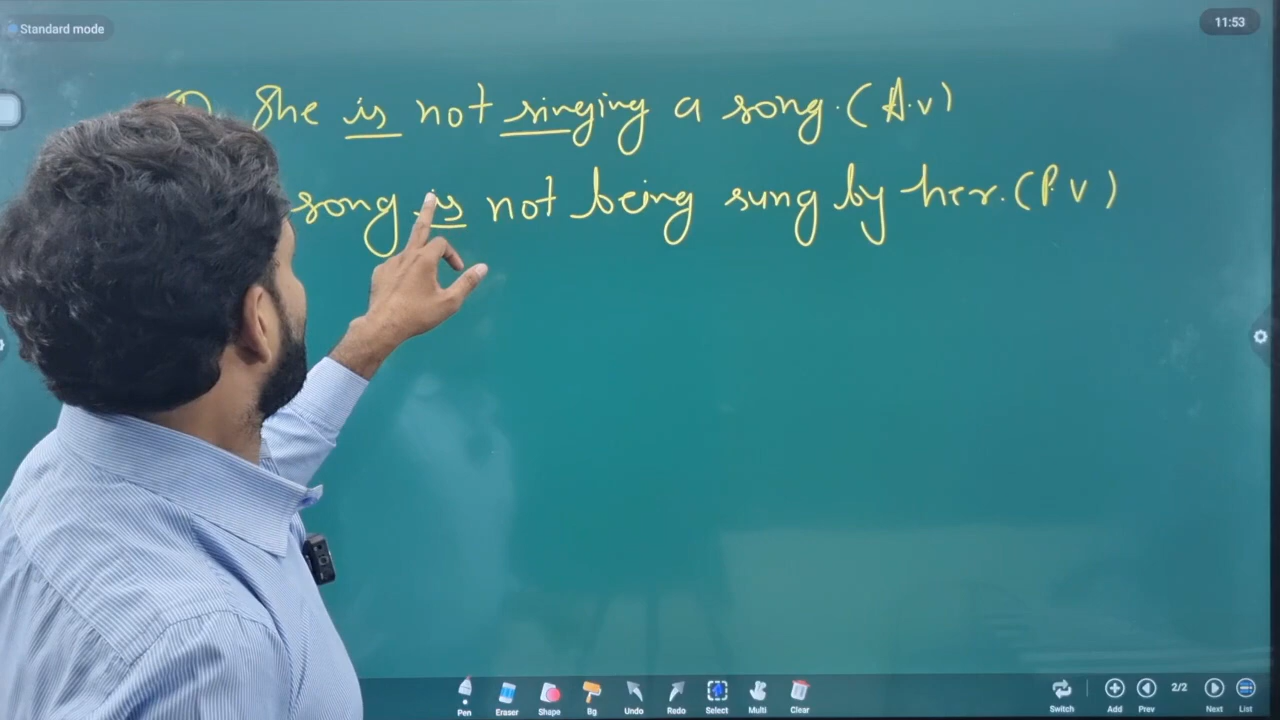 Standard mode
11:53
She is not singing a song. (A.V)
song is not being sung by her. (P.V)
Pen Eraser Shape Bg Undo Redo Select Multi Clear Switch Add Prev 2/2 Next List